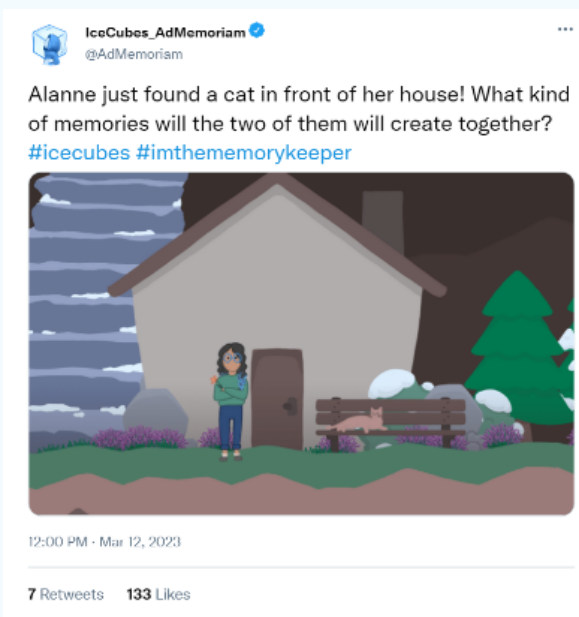 IceCubes_AdMemoriam
@AdMemoriam
Alanne just found a cat in front of her house! What kind
of memories will the two of them will create together?
#icecubes #imthememorykeeper
12:00 PM · Mar 12, 2023
7 Retweets 133 Likes